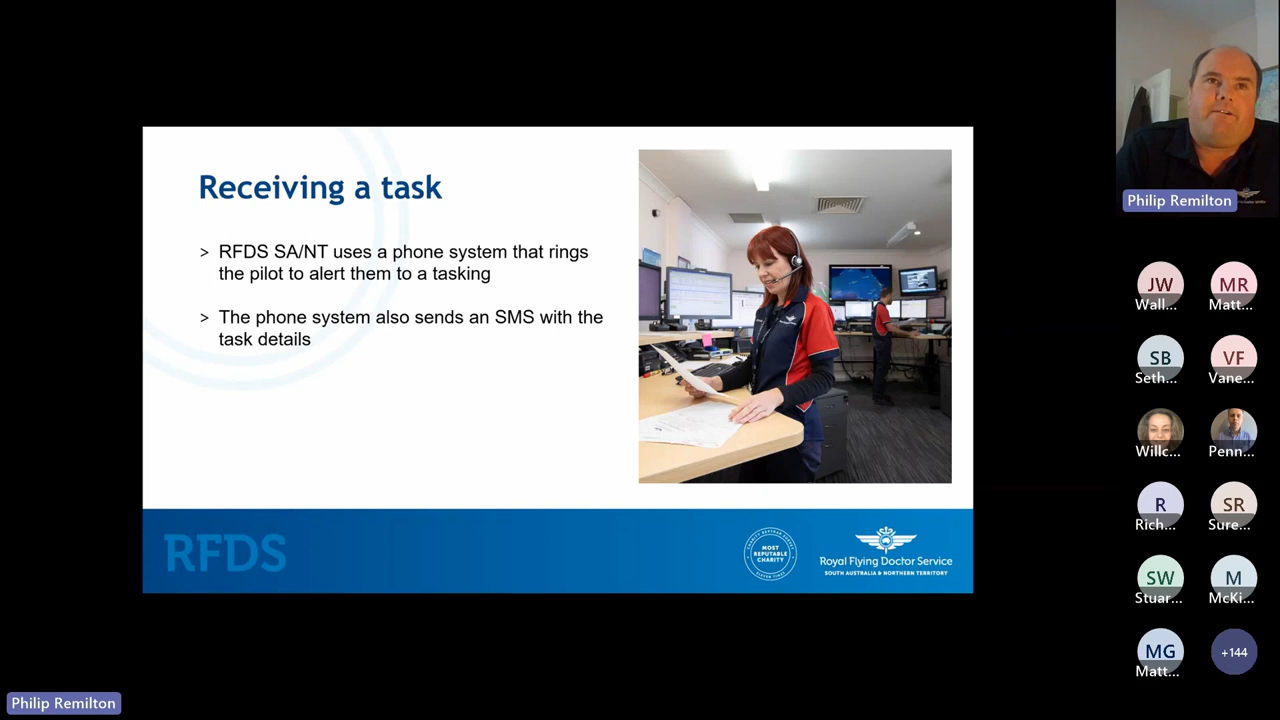 Receiving a task
> RFDS SA/NT uses a phone system that rings
the pilot to alert them to a tasking
> The phone system also sends an SMS with the
task details
RFDS
MOST
REPUTABLE
CHARITY
Royal Flying Doctor Service
SOUTH AUSTRALIA & NORTHERN TERRITORY
Philip Remilton
JW
Wall...
MR
Matt...
SB
Seth...
VF
Vane...
Willc...
Penn...
R
Rich...
SR
Sure...
SW
Stuar...
M
McKi...
MG
Matt...
+144
Philip Remilton